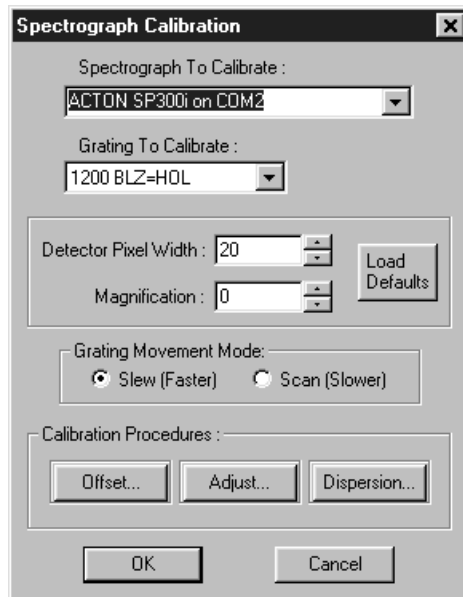 Spectrograph Calibration
Spectrograph To Calibrate :
ACTON SP300i on COM2
Grating To Calibrate :
1200 BLZ=HOL
Detector Pixel Width : 20
Magnification : 0
Load
Defaults
Grating Movement Mode:
Slew (Faster) Scan (Slower)
Calibration Procedures :
Offset... Adjust... Dispersion...
OK Cancel